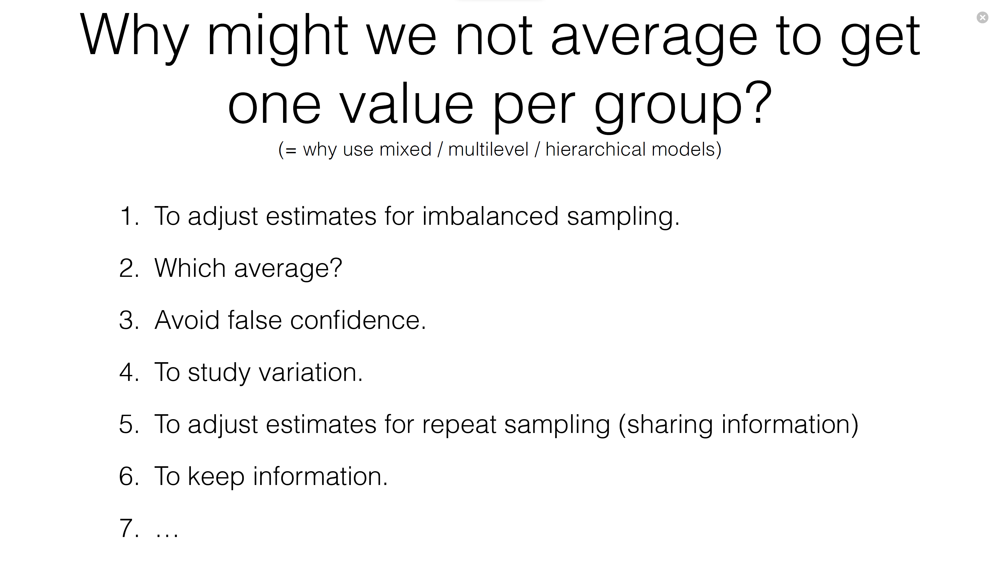 Why might we not average to get
one value per group?
(= why use mixed / multilevel / hierarchical models)
1. To adjust estimates for imbalanced sampling.
2. Which average?
3. Avoid false confidence.
4. To study variation.
5. To adjust estimates for repeat sampling (sharing information)
6. To keep information.
7. …